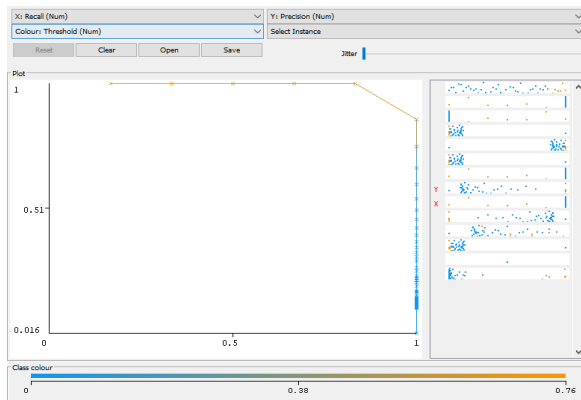 X: Recall (Num)
Y: Precision (Num)
Colour: Threshold (Num)
Select Instance
Reset
Clear
Open
Save
Jitter
Plot
1
0.51
0.016
0
0.5
1
Y
X
Class colour
0
0.38
0.76